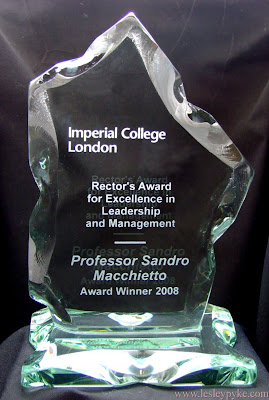 Imperial College
London
Rector's Award
for Excellence in
Leadership
and Management
Professor Sandro
Macchietto
Award Winner 2008
www.lesleypyke.com